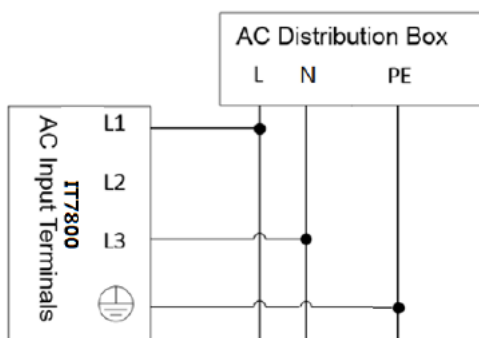 AC Distribution Box
L N PE
L1
L2
L3
IT7800
AC Input Terminals